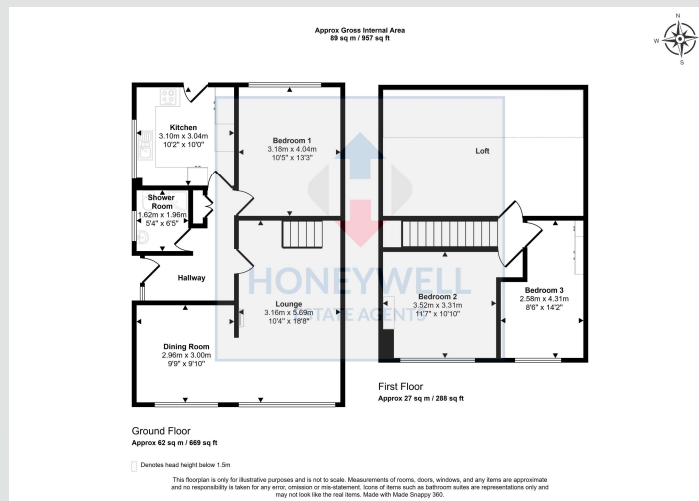 Approx Gross Internal Area
89 sq m / 957 sq ft
N
W
E
S
Kitchen
3.10m x 3.04m
10'2" x 10'0"
Bedroom 1
3.18m x 4.04m
10'5" x 13'3"
Loft
Shower
Room
1.62m x 1.96m
5'4" x 6'5"
Hallway
HONEYWELL
ESTATE AGENTS
Lounge
3.16m x 5.69m
10'4" x 18'8"
Bedroom 2
3.52m x 3.31m
11'7" x 10'10"
Bedroom 3
2.58m x 4.31m
8'6" x 14'2"
Dining Room
2.96m x 3.00m
9'9" x 9'10"
Ground Floor
Approx 62 sq m / 669 sq ft
First Floor
Approx 27 sq m / 288 sq ft
Denotes head height below 1.5m
This floorplan is only for illustrative purposes and is not to scale. Measurements of rooms, doors, windows, and any items are approximate
and no responsibility is taken for any error, omission or mis-statement. Icons of items such as bathroom suites are representations only and
may not look like the real items. Made with Made Snappy 360.